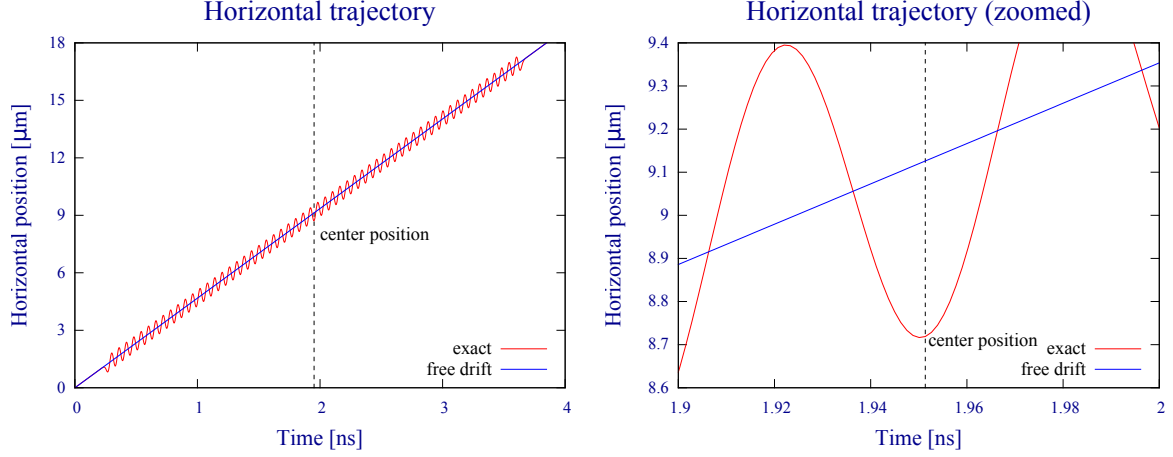 Horizontal trajectory
Horizontal position [μm]
18
15
12
9
6
3
0
center position
exact
free drift
0
1
2
3
4
Time [ns]
Horizontal trajectory (zoomed)
Horizontal position [μm]
9.4
9.3
9.2
9.1
9
8.9
8.8
8.7
8.6
center position
exact
free drift
1.9
1.92
1.94
1.96
1.98
2
Time [ns]